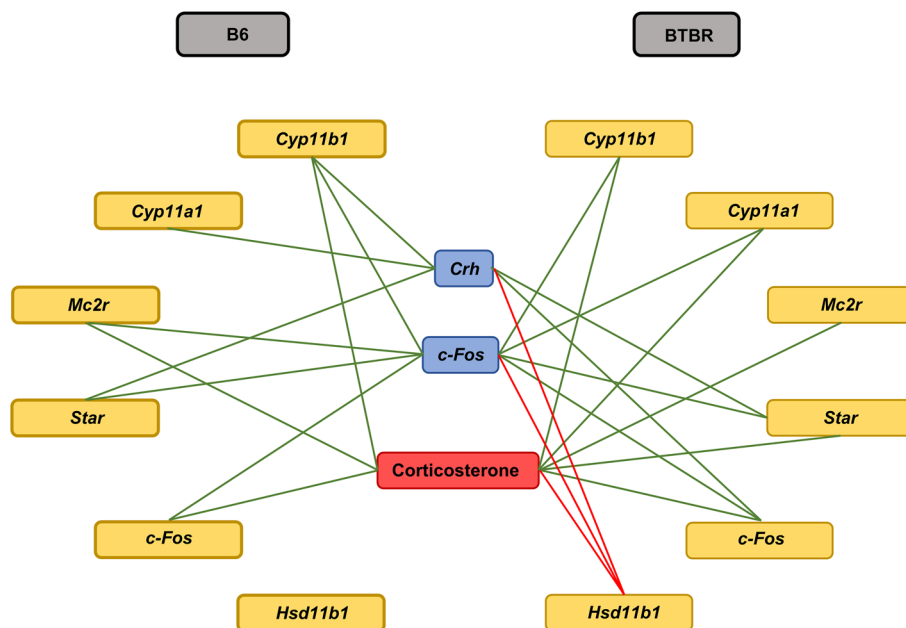 B6
BTBR
Cyp11b1
Cyp11b1
Cyp11a1
Cyp11a1
Crh
Mc2r
Mc2r
c-Fos
Star
Star
Corticosterone
c-Fos
c-Fos
Hsd11b1
Hsd11b1